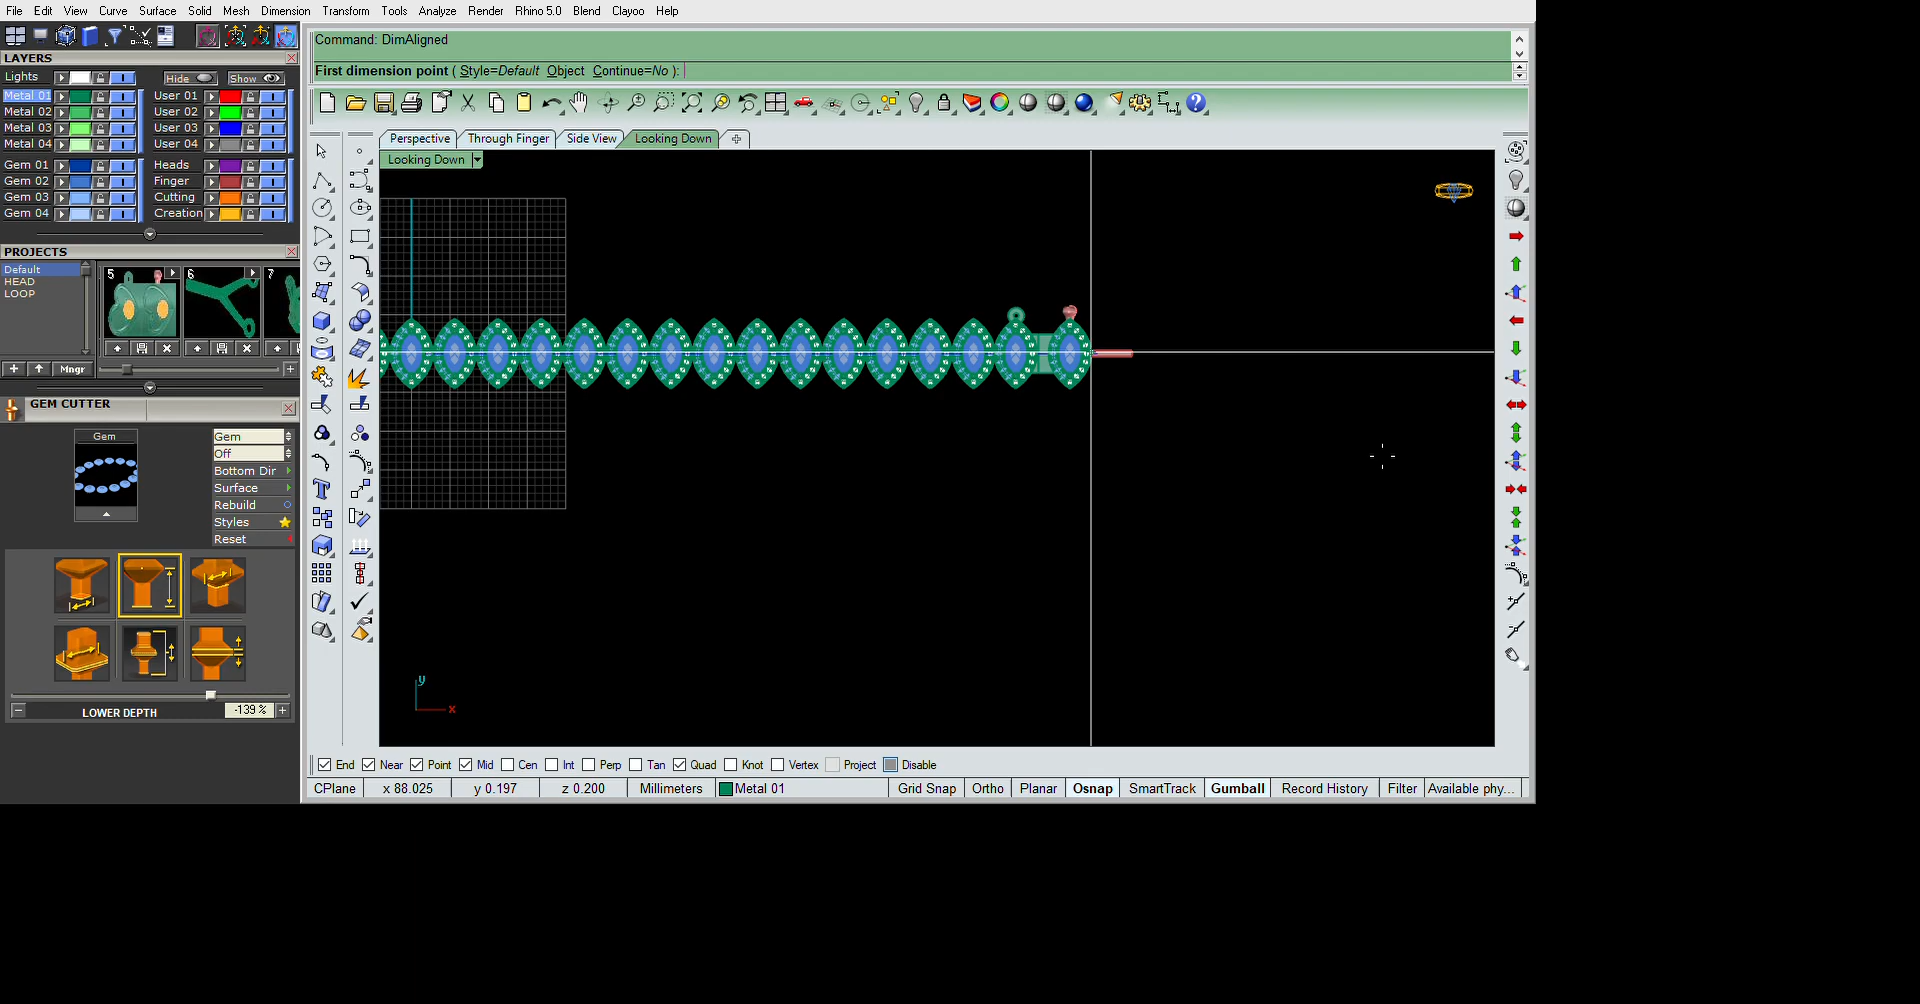 File Edit View Curve Surface Solid Mesh Dimension Transform Tools Analyze Render Rhino 5.0 Blend Clayoo Help
Command: DimAligned
First dimension point ( Style=Default Object Continue=No ):
LAYERS
Lights Hide Show
Metal 01 User 01
Metal 02 User 02
Metal 03 User 03
Metal 04 User 04
Gem 01 Heads
Gem 02 Finger
Gem 03 Cutting
Gem 04 Creation
PROJECTS
Default
HEAD
LOOP
5 6 7
Mngr
GEM CUTTER
Gem
Gem
Off
Bottom Dir
Surface
Rebuild
Styles
Reset
LOWER DEPTH -139 %
Perspective Through Finger Side View Looking Down
Looking Down
y
x
End Near Point Mid Cen Int Perp Tan Quad Knot Vertex Project Disable
CPlane x 88.025 y 0.197 z 0.200 Millimeters Metal 01 Grid Snap Ortho Planar Osnap SmartTrack Gumball Record History Filter Available phy...